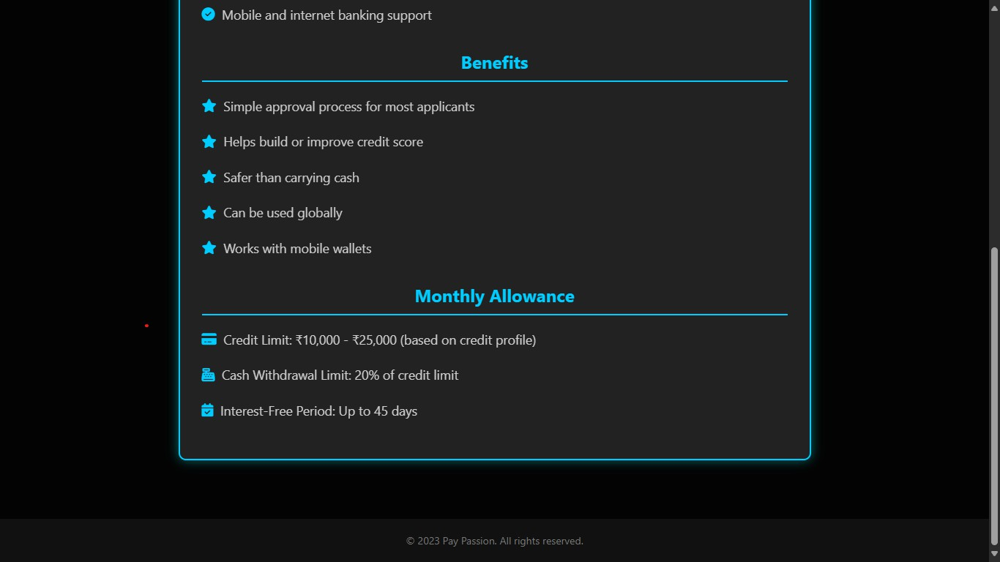 Mobile and internet banking support
Benefits
Simple approval process for most applicants
Helps build or improve credit score
Safer than carrying cash
Can be used globally
Works with mobile wallets
Monthly Allowance
Credit Limit: ₹10,000 - ₹25,000 (based on credit profile)
Cash Withdrawal Limit: 20% of credit limit
Interest-Free Period: Up to 45 days
© 2023 Pay Passion. All rights reserved.